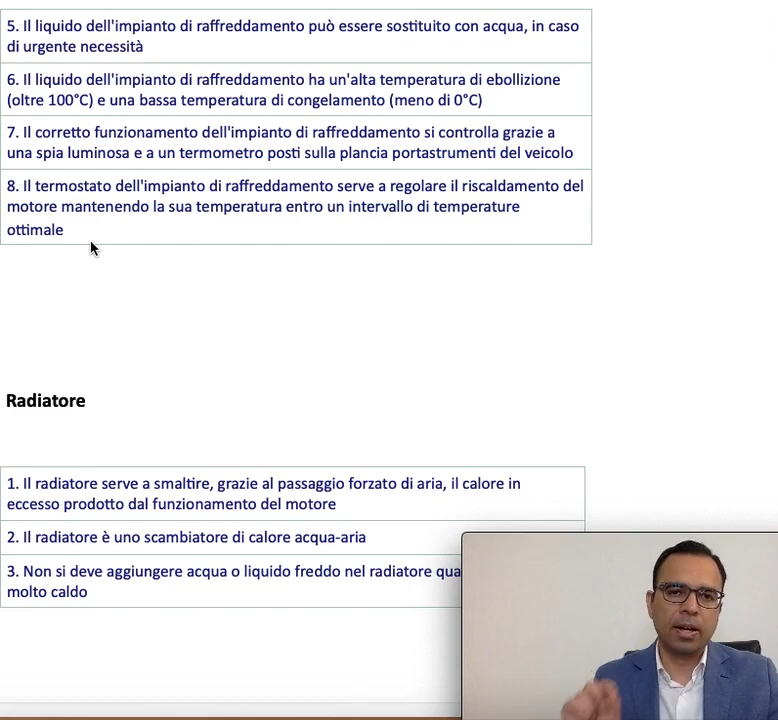 5. Il liquido dell'impianto di raffreddamento può essere sostituito con acqua, in caso
di urgente necessità
6. Il liquido dell'impianto di raffreddamento ha un'alta temperatura di ebollizione
(oltre 100°C) e una bassa temperatura di congelamento (meno di 0°C)
7. Il corretto funzionamento dell'impianto di raffreddamento si controlla grazie a
una spia luminosa e a un termometro posti sulla plancia portastrumenti del veicolo
8. Il termostato dell'impianto di raffreddamento serve a regolare il riscaldamento del
motore mantenendo la sua temperatura entro un intervallo di temperature
ottimale
Radiatore
1. Il radiatore serve a smaltire, grazie al passaggio forzato di aria, il calore in
eccesso prodotto dal funzionamento del motore
2. Il radiatore è uno scambiatore di calore acqua-aria
3. Non si deve aggiungere acqua o liquido freddo nel radiatore
molto caldo